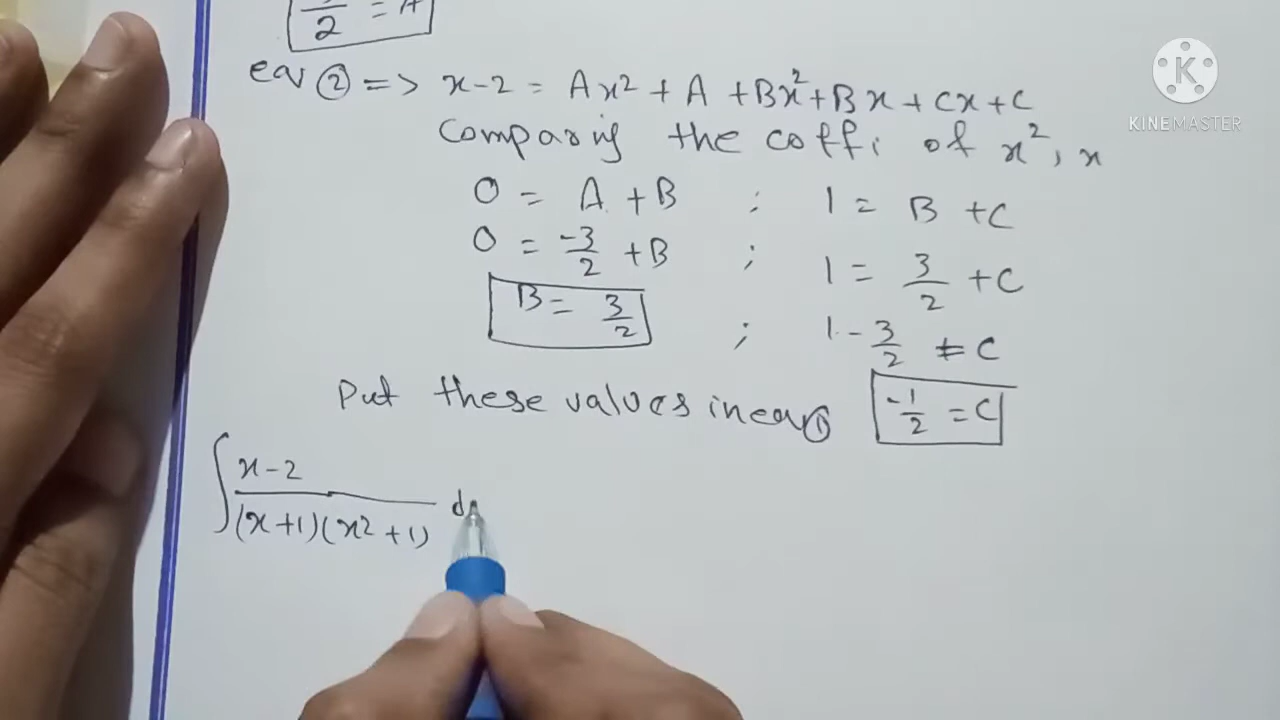 2 = A
eq ② => x-2 = Ax² + A + Bx² + Bx + Cx + C
Comparing the coffi of x², x
0 = A + B ; 1 = B + C
0 = -3/2 + B ; 1 = 3/2 + C
B = 3/2 ; 1 - 3/2 = C
Put these values in eq ① -1/2 = C
∫ x-2 / (x+1)(x²+1) d
KINEMASTER